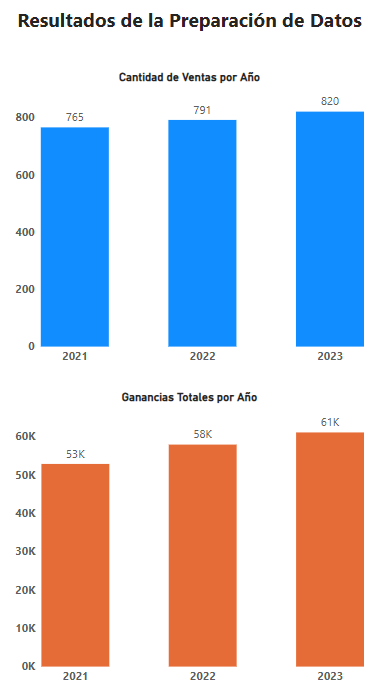 Resultados de la Preparación de Datos
Cantidad de Ventas por Año
800
600
400
200
0
765
791
820
2021
2022
2023
Ganancias Totales por Año
60K
50K
40K
30K
20K
10K
0K
53K
58K
61K
2021
2022
2023